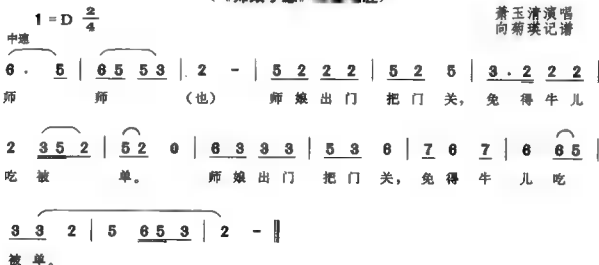 1=D 2/4
萧玉清演唱
向菊瑛记谱
中速
6 · 5 | 65 53 | 2 - | 5 2 2 2 | 5 2 5 | 3 · 2 2 2 |
师 师 (也) 师 娘 出 门 把 门 关, 免 得 牛 儿
2 3 5 2 | 5 2 0 | 6 3 3 3 | 5 3 6 | 7 6 7 | 6 6 5 |
吃 被 单。 师 娘 出 门 把 门 关, 免 得 牛 儿 吃
3 3 2 | 5 6 5 3 | 2 - ‖
被 单。